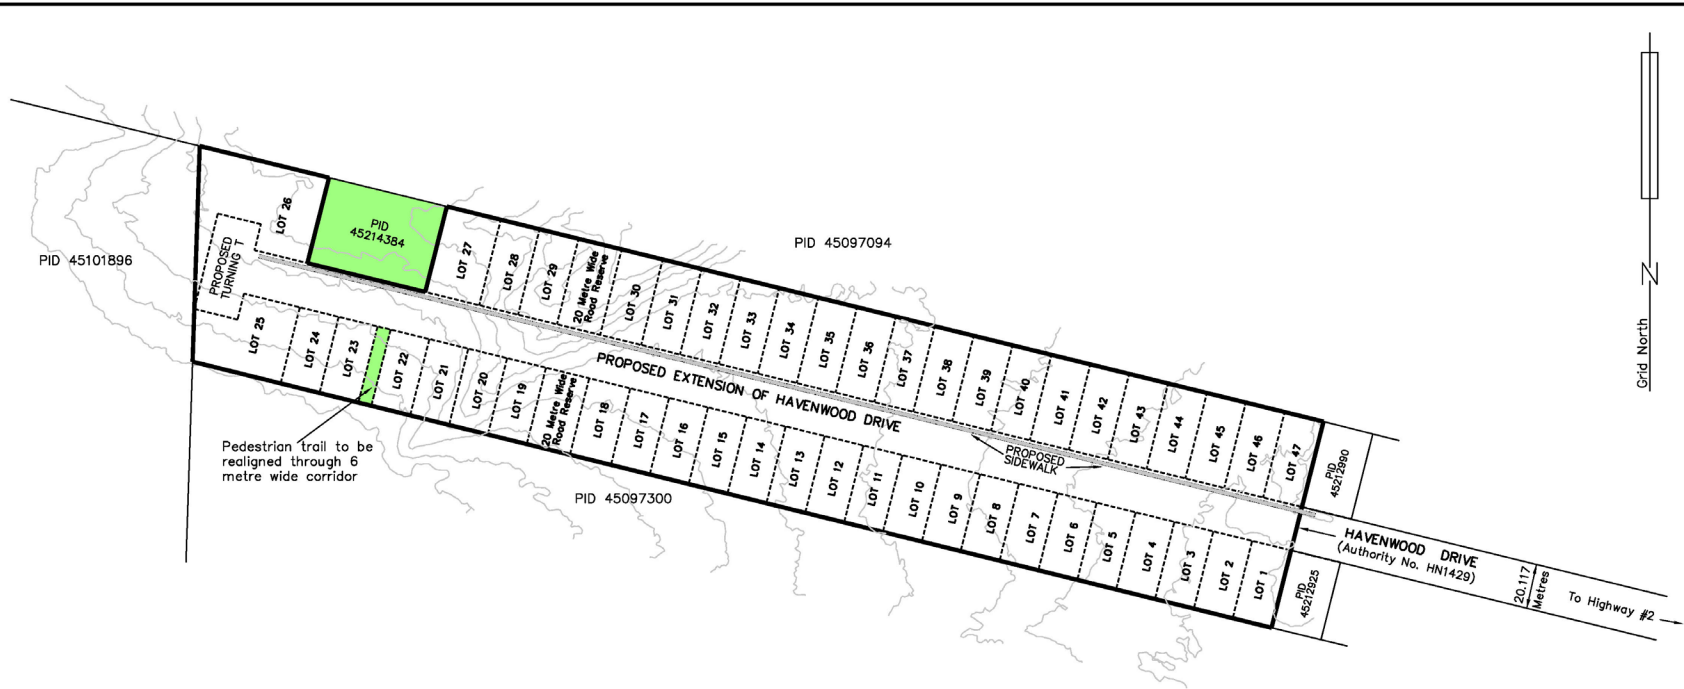 PID 45101896
LOT 26
PID
45214384
PROPOSED
TURNING T
LOT 27
LOT 28
LOT 29
20 Metre Wide
Road Reserve
LOT 30
LOT 31
LOT 32
LOT 33
LOT 34
LOT 35
LOT 36
LOT 37
LOT 38
LOT 39
LOT 40
LOT 41
LOT 42
LOT 43
LOT 44
LOT 45
LOT 46
LOT 47
PID 45097094
PID
45212990
PROPOSED EXTENSION OF HAVENWOOD DRIVE
PROPOSED
SIDEWALK
LOT 25
LOT 24
LOT 23
LOT 22
LOT 21
LOT 20
LOT 19
20 Metre Wide
Road Reserve
LOT 18
LOT 17
LOT 16
LOT 15
LOT 14
LOT 13
LOT 12
LOT 11
LOT 10
LOT 9
LOT 8
LOT 7
LOT 6
LOT 5
LOT 4
LOT 3
LOT 2
LOT 1
PID
45212925
Pedestrian trail to be
realigned through 6
metre wide corridor
PID 45097300
HAVENWOOD DRIVE
(Authority No. HN1429)
20.117
Metres
To Highway #2
N
Grid North